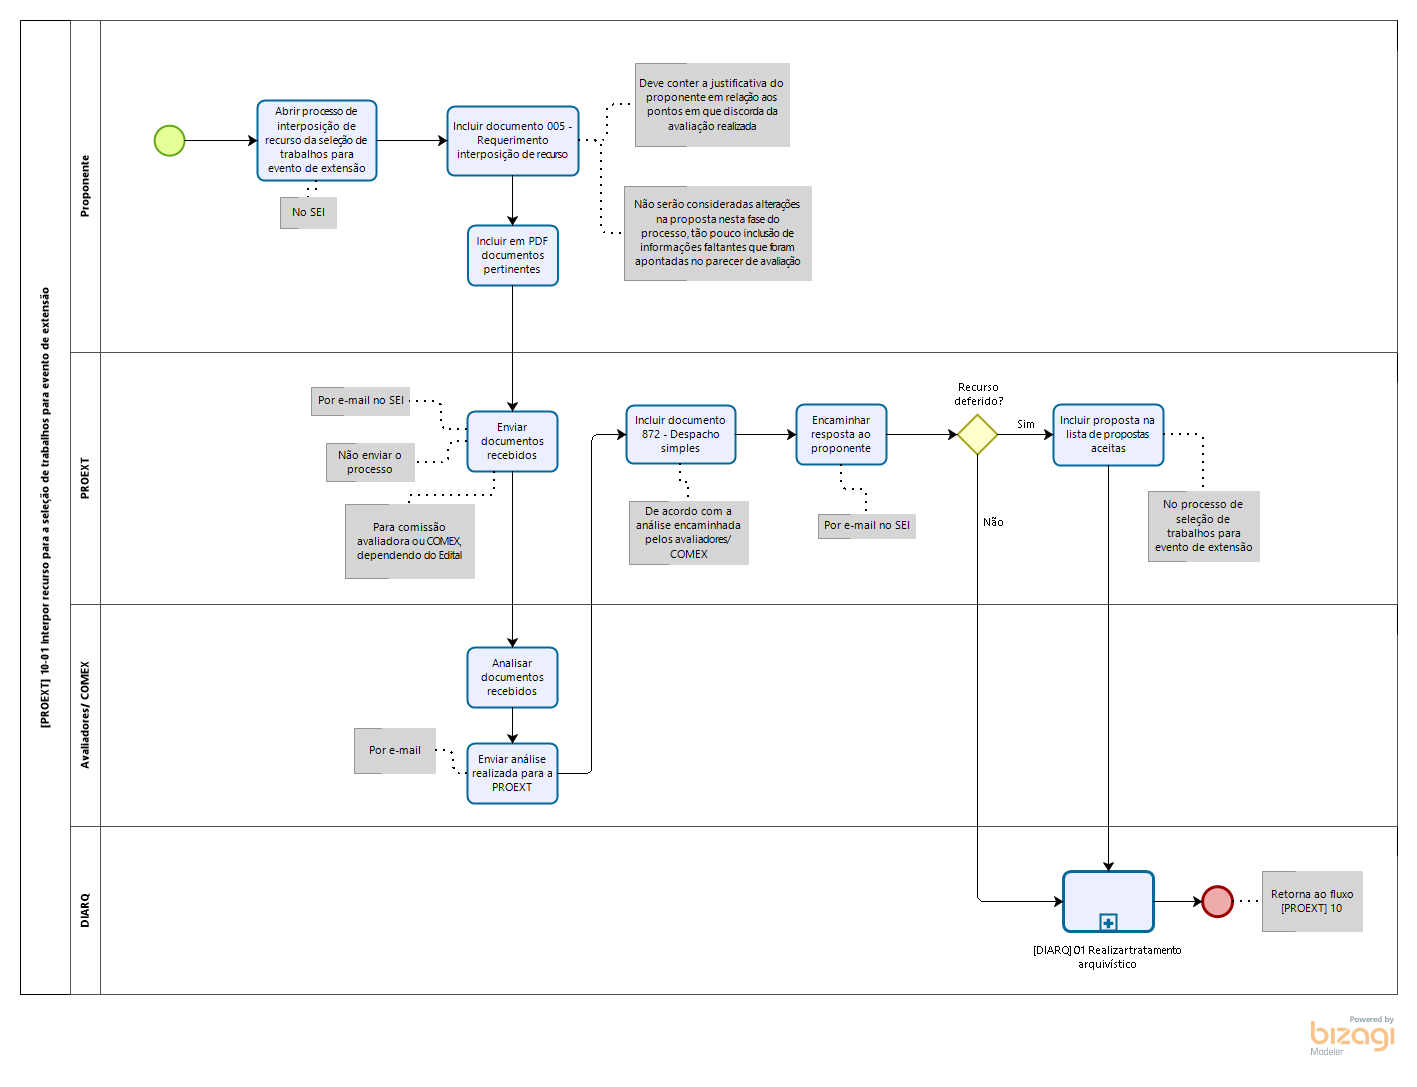 [PROEXT] 10-01 Interpor recurso para a seleção de trabalhos para evento de extensão
Proponente
Abrir processo de
interposição de
recurso da seleção de
trabalhos para
evento de extensão
No SEI
Incluir documento 005 -
Requerimento
interposição de recurso
Deve conter a justificativa do
proponente em relação aos
pontos em que discorda da
avaliação realizada
Não serão consideradas alterações
na proposta nesta fase do
processo, tão pouco inclusão de
informações faltantes que foram
apontadas no parecer de avaliação
Incluir em PDF
documentos
pertinentes
PROEXT
Por e-mail no SEI
Não enviar o
processo
Para comissão
avaliadora ou COMEX,
dependendo do Edital
Enviar
documentos
recebidos
Incluir documento
872 - Despacho
simples
De acordo com a
análise encaminhada
pelos avaliadores/
COMEX
Encaminhar
resposta ao
proponente
Por e-mail no SEI
Recurso
deferido?
Sim
Não
Incluir proposta na
lista de propostas
aceitas
No processo de
seleção de
trabalhos para
evento de extensão
Avaliadores/ COMEX
Analisar
documentos
recebidos
Por e-mail
Enviar análise
realizada para a
PROEXT
DIARQ
[DIARQ] 01 Realizar tratamento
arquivístico
Retorna ao fluxo
[PROEXT] 10
Powered by
bizagi
Modeler